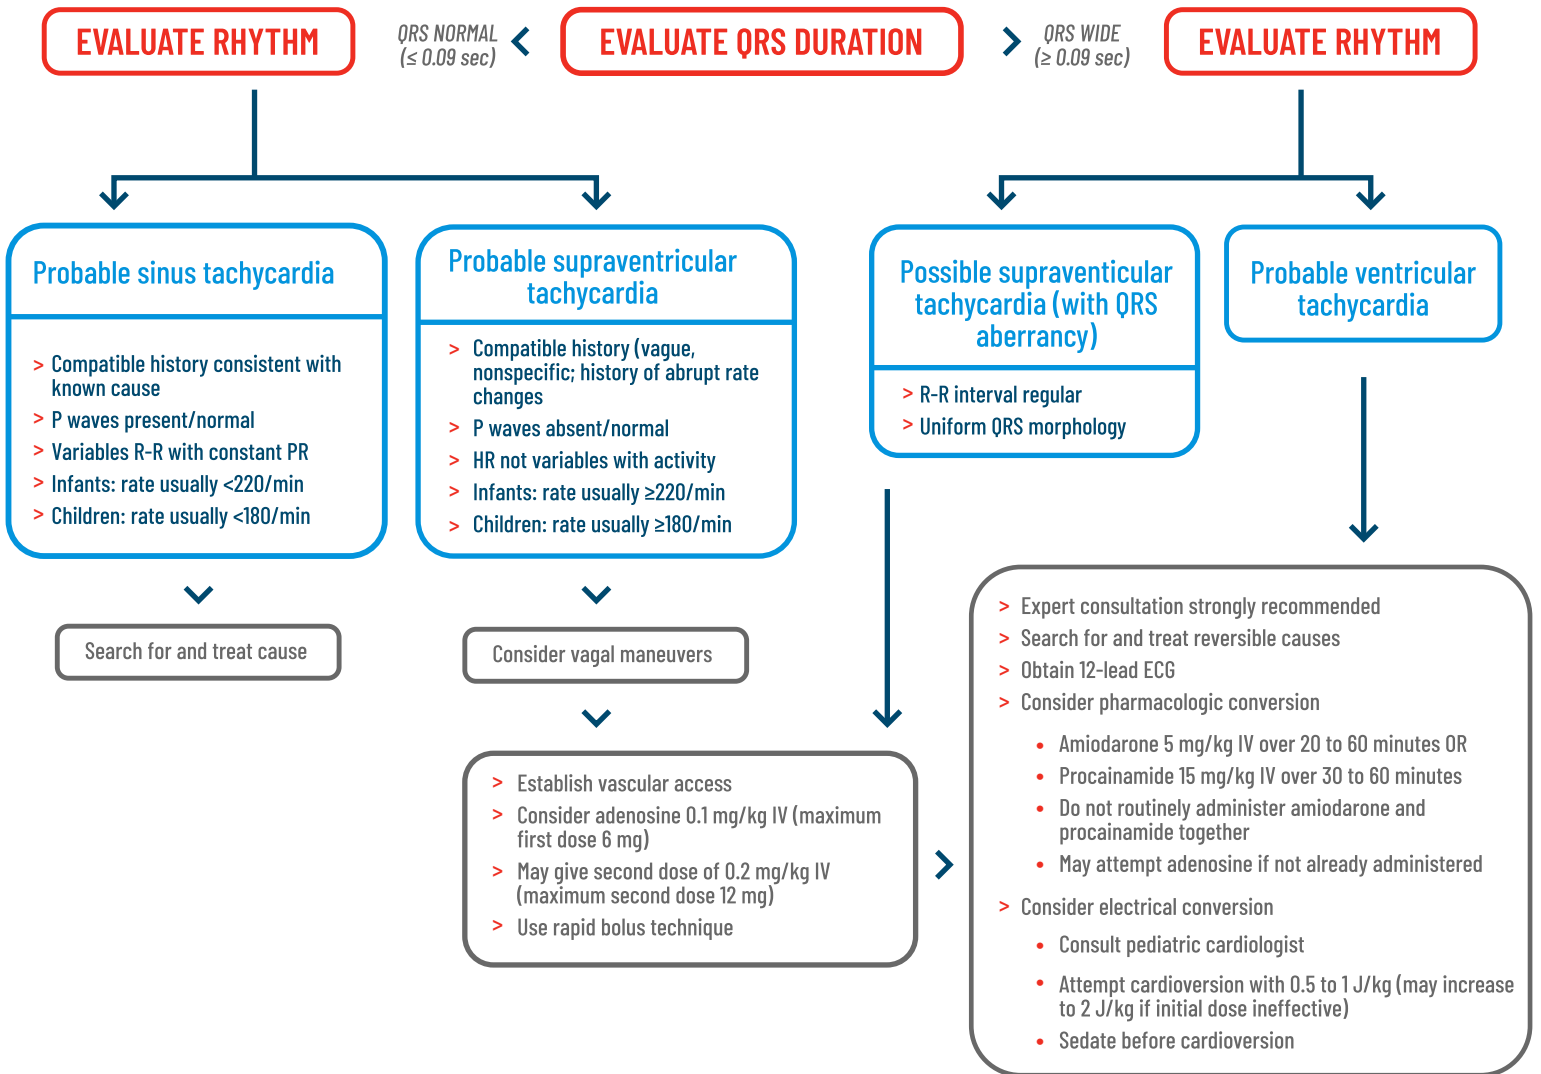 EVALUATE RHYTHM
QRS NORMAL
(≤ 0.09 sec)
EVALUATE QRS DURATION
QRS WIDE
(≥ 0.09 sec)
EVALUATE RHYTHM
Probable sinus tachycardia
> Compatible history consistent with
known cause
> P waves present/normal
> Variables R-R with constant PR
> Infants: rate usually <220/min
> Children: rate usually <180/min
Search for and treat cause
Probable supraventricular
tachycardia
> Compatible history (vague,
nonspecific; history of abrupt rate
changes
> P waves absent/normal
> HR not variables with activity
> Infants: rate usually ≥220/min
> Children: rate usually ≥180/min
Consider vagal maneuvers
Possible supraventicular
tachycardia (with QRS
aberrancy)
> R-R interval regular
> Uniform QRS morphology
> Establish vascular access
> Consider adenosine 0.1 mg/kg IV (maximum
first dose 6 mg)
> May give second dose of 0.2 mg/kg IV
(maximum second dose 12 mg)
> Use rapid bolus technique
Probable ventricular
tachycardia
> Expert consultation strongly recommended
> Search for and treat reversible causes
> Obtain 12-lead ECG
> Consider pharmacologic conversion
• Amiodarone 5 mg/kg IV over 20 to 60 minutes OR
• Procainamide 15 mg/kg IV over 30 to 60 minutes
• Do not routinely administer amiodarone and
procainamide together
• May attempt adenosine if not already administered
> Consider electrical conversion
• Consult pediatric cardiologist
• Attempt cardioversion with 0.5 to 1 J/kg (may increase
to 2 J/kg if initial dose ineffective)
• Sedate before cardioversion